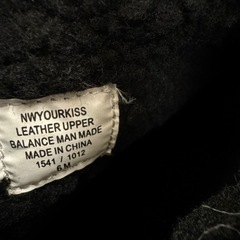 NWYOURKISS
LEATHER UPPER
BALANCE MAN MADE
MADE IN CHINA
1541 / 1012
6 M